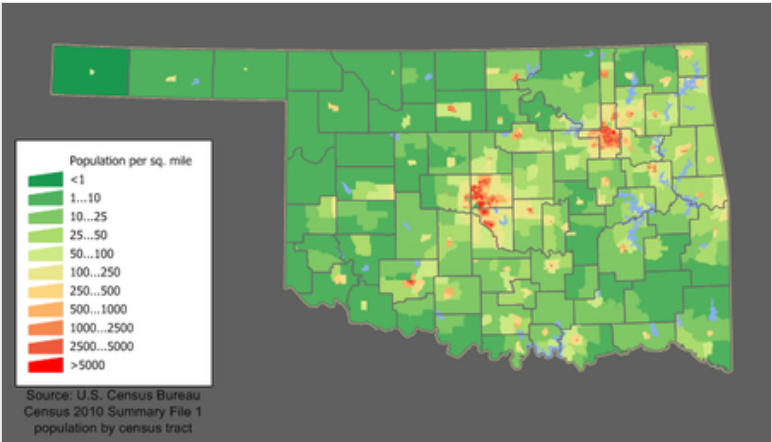 Population per sq. mile
<1
1...10
10...25
25...50
50...100
100...250
250...500
500...1000
1000...2500
2500...5000
>5000
Source: U.S. Census Bureau
Census 2010 Summary File 1
population by census tract